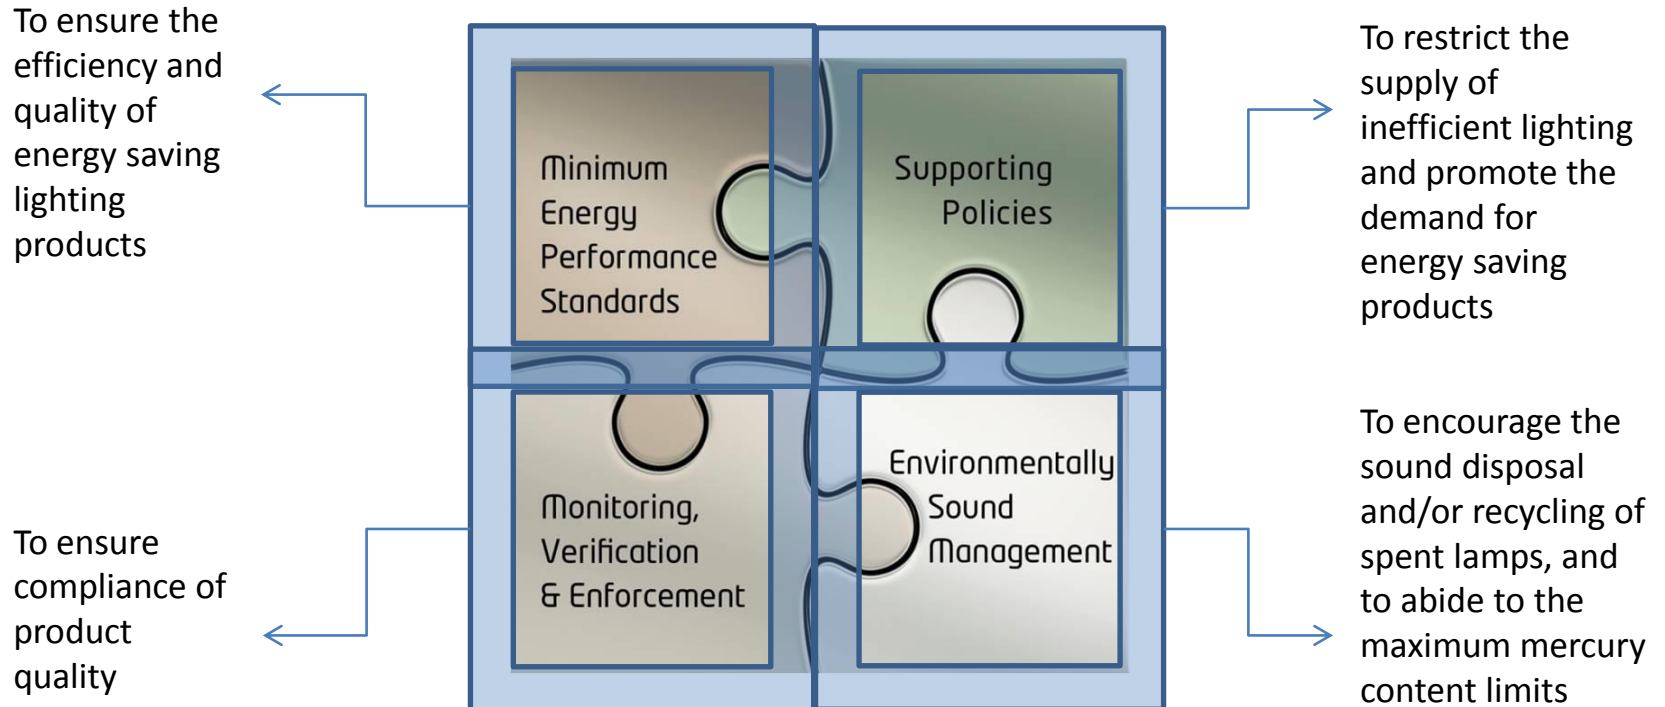 To ensure the
efficiency and
quality of
energy saving
lighting
products
Minimum
Energy
Performance
Standards
Supporting
Policies
To restrict the
supply of
inefficient lighting
and promote the
demand for
energy saving
products
To ensure
compliance of
product
quality
Monitoring,
Verification
& Enforcement
Environmentally
Sound
Management
To encourage the
sound disposal
and/or recycling of
spent lamps, and
to abide to the
maximum mercury
content limits